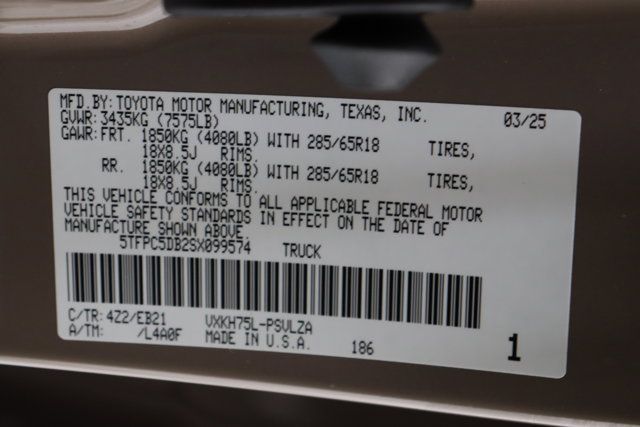 MFD.BY: TOYOTA MOTOR MANUFACTURING, TEXAS, INC. 03/25
GVWR: 3435KG (7575LB)
GAWR: FRT. 1850KG (4080LB) WITH 285/65R18 TIRES,
18X8.5J RIMS.
RR. 1850KG (4080LB) WITH 285/65R18 TIRES,
18X8.5J RIMS.
THIS VEHICLE CONFORMS TO ALL APPLICABLE FEDERAL MOTOR
VEHICLE SAFETY STANDARDS IN EFFECT ON THE DATE OF
MANUFACTURE SHOWN ABOVE.
5TFPC5DB2SX099574 TRUCK
C/TR: 4Z2/EB21 VXKH75L-PSVLZA
A/TM: /L4A0F MADE IN U.S.A. 186 1